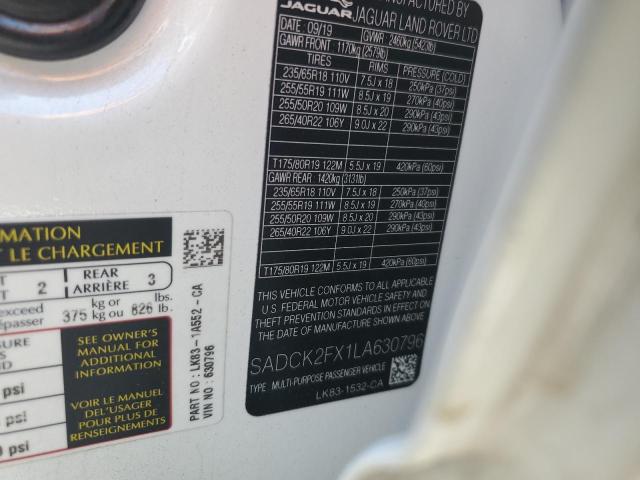 MANUFACTURED BY
JAGUAR JAGUAR LAND ROVER LTD
DATE: 09/19 GVWR 2460kg (5421lb)
GAWR FRONT 1170kg (2579lb)
TIRES RIMS PRESSURE (COLD)
235/65R18 110V 7.5J x 18 250kPa (37psi)
255/55R19 111W 8.5J x 19 270kPa (40psi)
255/50R20 109W 8.5J x 20 290kPa (43psi)
265/40R22 106Y 9.0J x 22 290kPa (43psi)
T175/80R19 122M 5.5J x 19 420kPa (60psi)
GAWR REAR 1420kg (3131lb)
235/65R18 110V 7.5J x 18 250kPa (37psi)
255/55R19 111W 8.5J x 19 270kPa (40psi)
255/50R20 109W 8.5J x 20 290kPa (43psi)
265/40R22 106Y 9.0J x 22 290kPa (43psi)
T175/80R19 122M 5.5J x 19 420kPa (60psi)
THIS VEHICLE CONFORMS TO ALL APPLICABLE
U.S. FEDERAL MOTOR VEHICLE SAFETY AND
THEFT PREVENTION STANDARDS IN EFFECT ON
THE DATE OF MANUFACTURE SHOWN ABOVE.
SADCK2FX1LA630796
TYPE: MULTI-PURPOSE PASSENGER VEHICLE
LK83-1532-CA
LE CHARGEMENT
2 REAR ARRIÈRE 3
exceed kg or lbs.
375 kg ou 826 lb.
SEE OWNER'S
MANUAL FOR
ADDITIONAL
INFORMATION
VOIR LE MANUEL
DE L'USAGER
POUR PLUS DE
RENSEIGNEMENTS
psi
psi
PART NO : LK83-1A552-CA
VIN NO : 630796